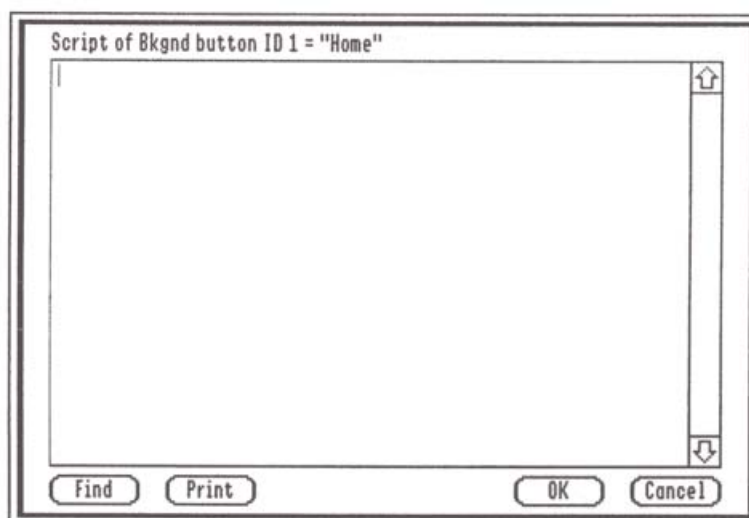 Script of Bkgnd button ID 1 = "Home"
Find Print OK Cancel